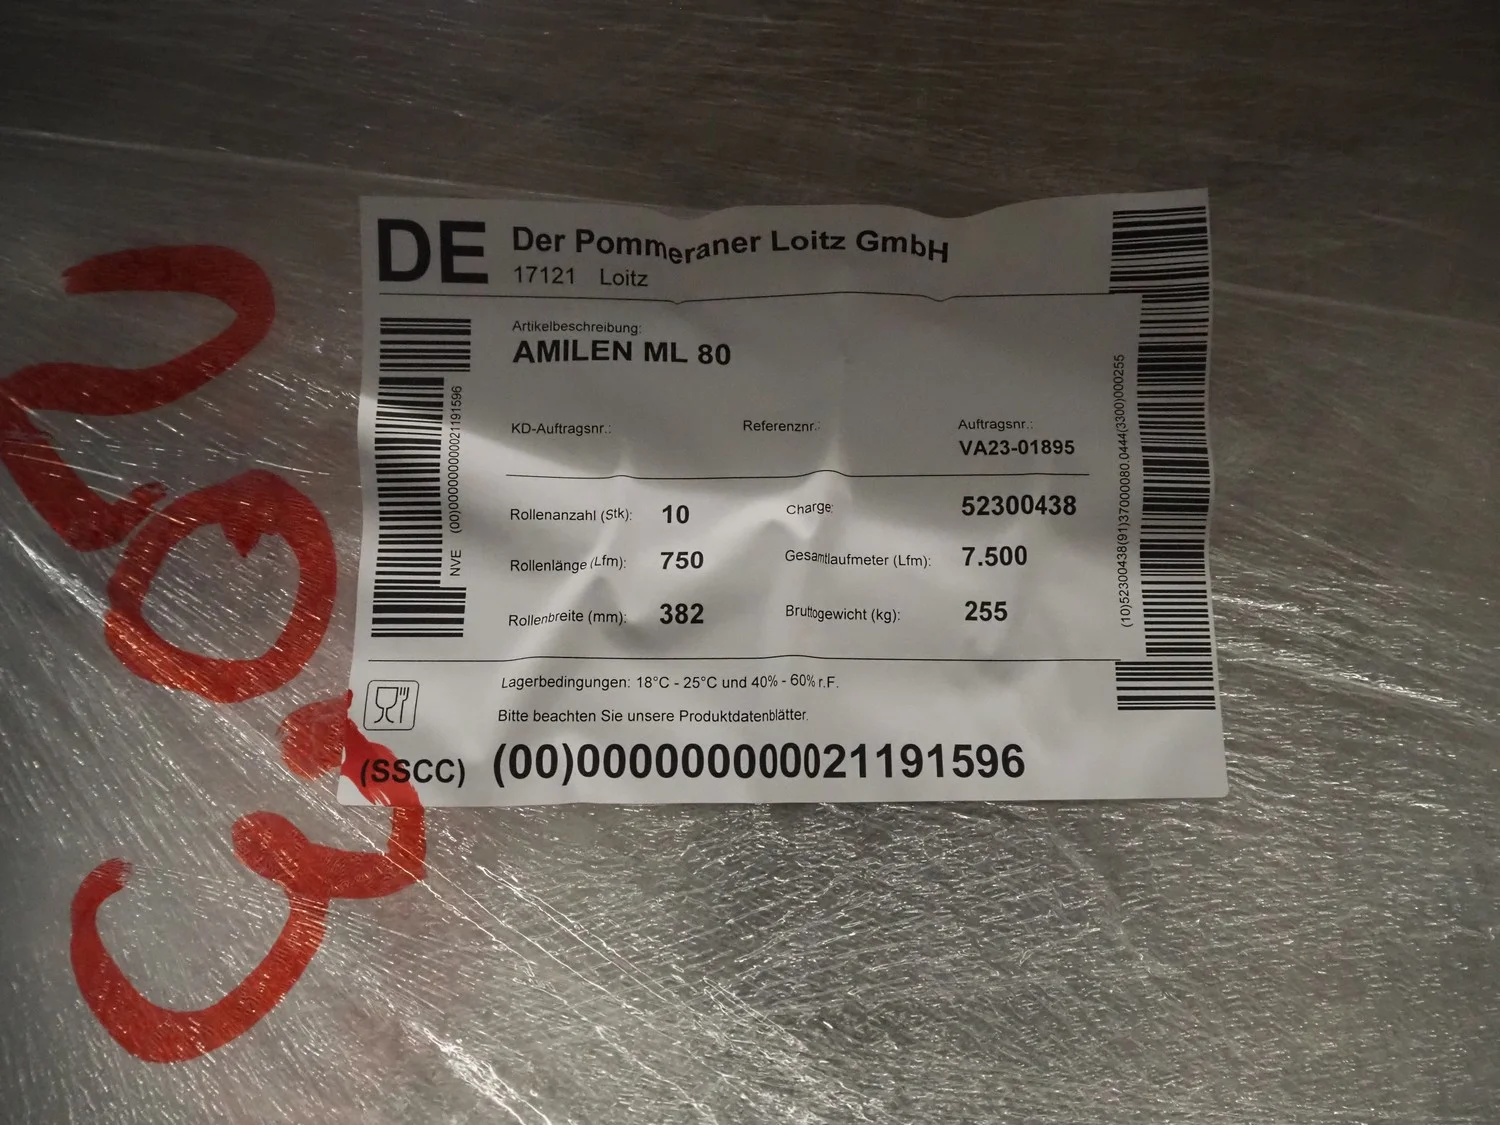 DE
Der Pommeraner Loitz GmbH
17121 Loitz
Artikelbeschreibung:
AMILEN ML 80
KD-Auftragsnr.:
Referenznr.:
Auftragsnr.:
VA23-01895
Rollenanzahl (Stk): 10
Charge: 52300438
Rollenlänge (Lfm): 750
Gesamtlaufmeter (Lfm): 7.500
Rollenbreite (mm): 382
Bruttogewicht (kg): 255
Lagerbedingungen: 18°C - 25°C und 40% - 60% r.F.
Bitte beachten Sie unsere Produktdatenblätter.
(SSCC) (00)000000000021191596
NVE (00)000000000021191596
(10)52300438(91)37000080.0444(3300)000255